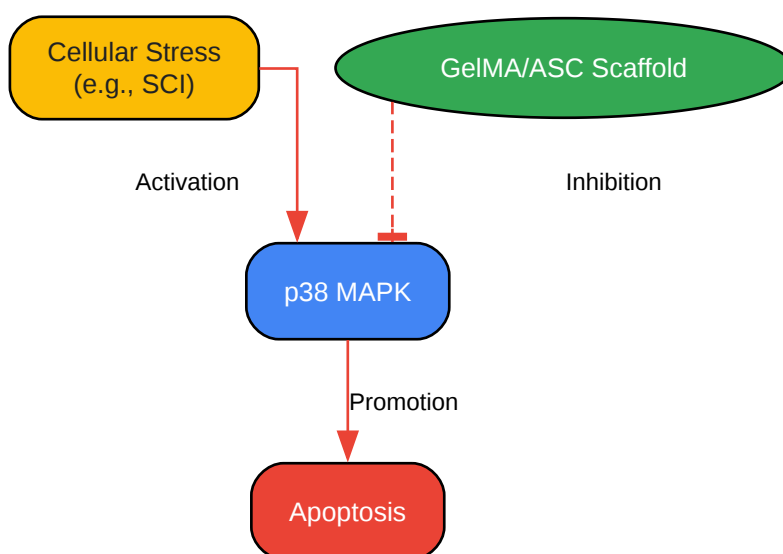 Cellular Stress
(e.g., SCI)
GelMA/ASC Scaffold
Activation
Inhibition
p38 MAPK
Promotion
Apoptosis